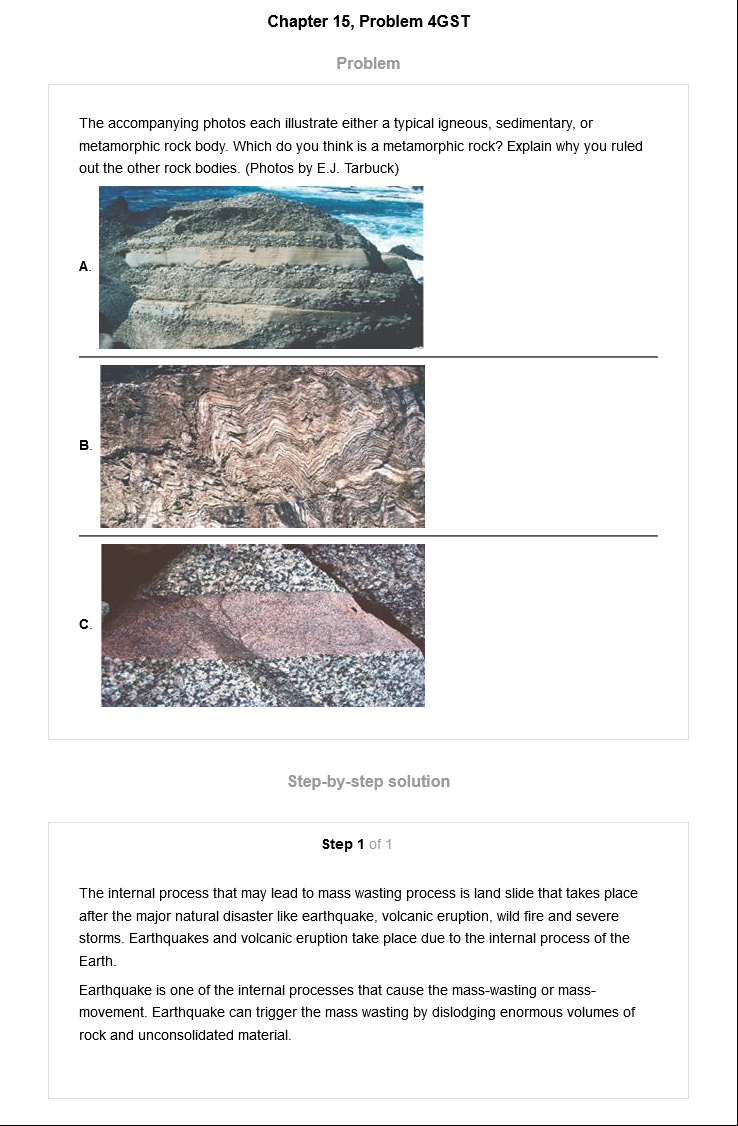 Chapter 15, Problem 4GST
Problem
The accompanying photos each illustrate either a typical igneous, sedimentary, or
metamorphic rock body. Which do you think is a metamorphic rock? Explain why you ruled
out the other rock bodies. (Photos by E.J. Tarbuck)
A.
B.
C.
Step-by-step solution
Step 1 of 1
The internal process that may lead to mass wasting process is land slide that takes place
after the major natural disaster like earthquake, volcanic eruption, wild fire and severe
storms. Earthquakes and volcanic eruption take place due to the internal process of the
Earth.
Earthquake is one of the internal processes that cause the mass-wasting or mass-
movement. Earthquake can trigger the mass wasting by dislodging enormous volumes of
rock and unconsolidated material.